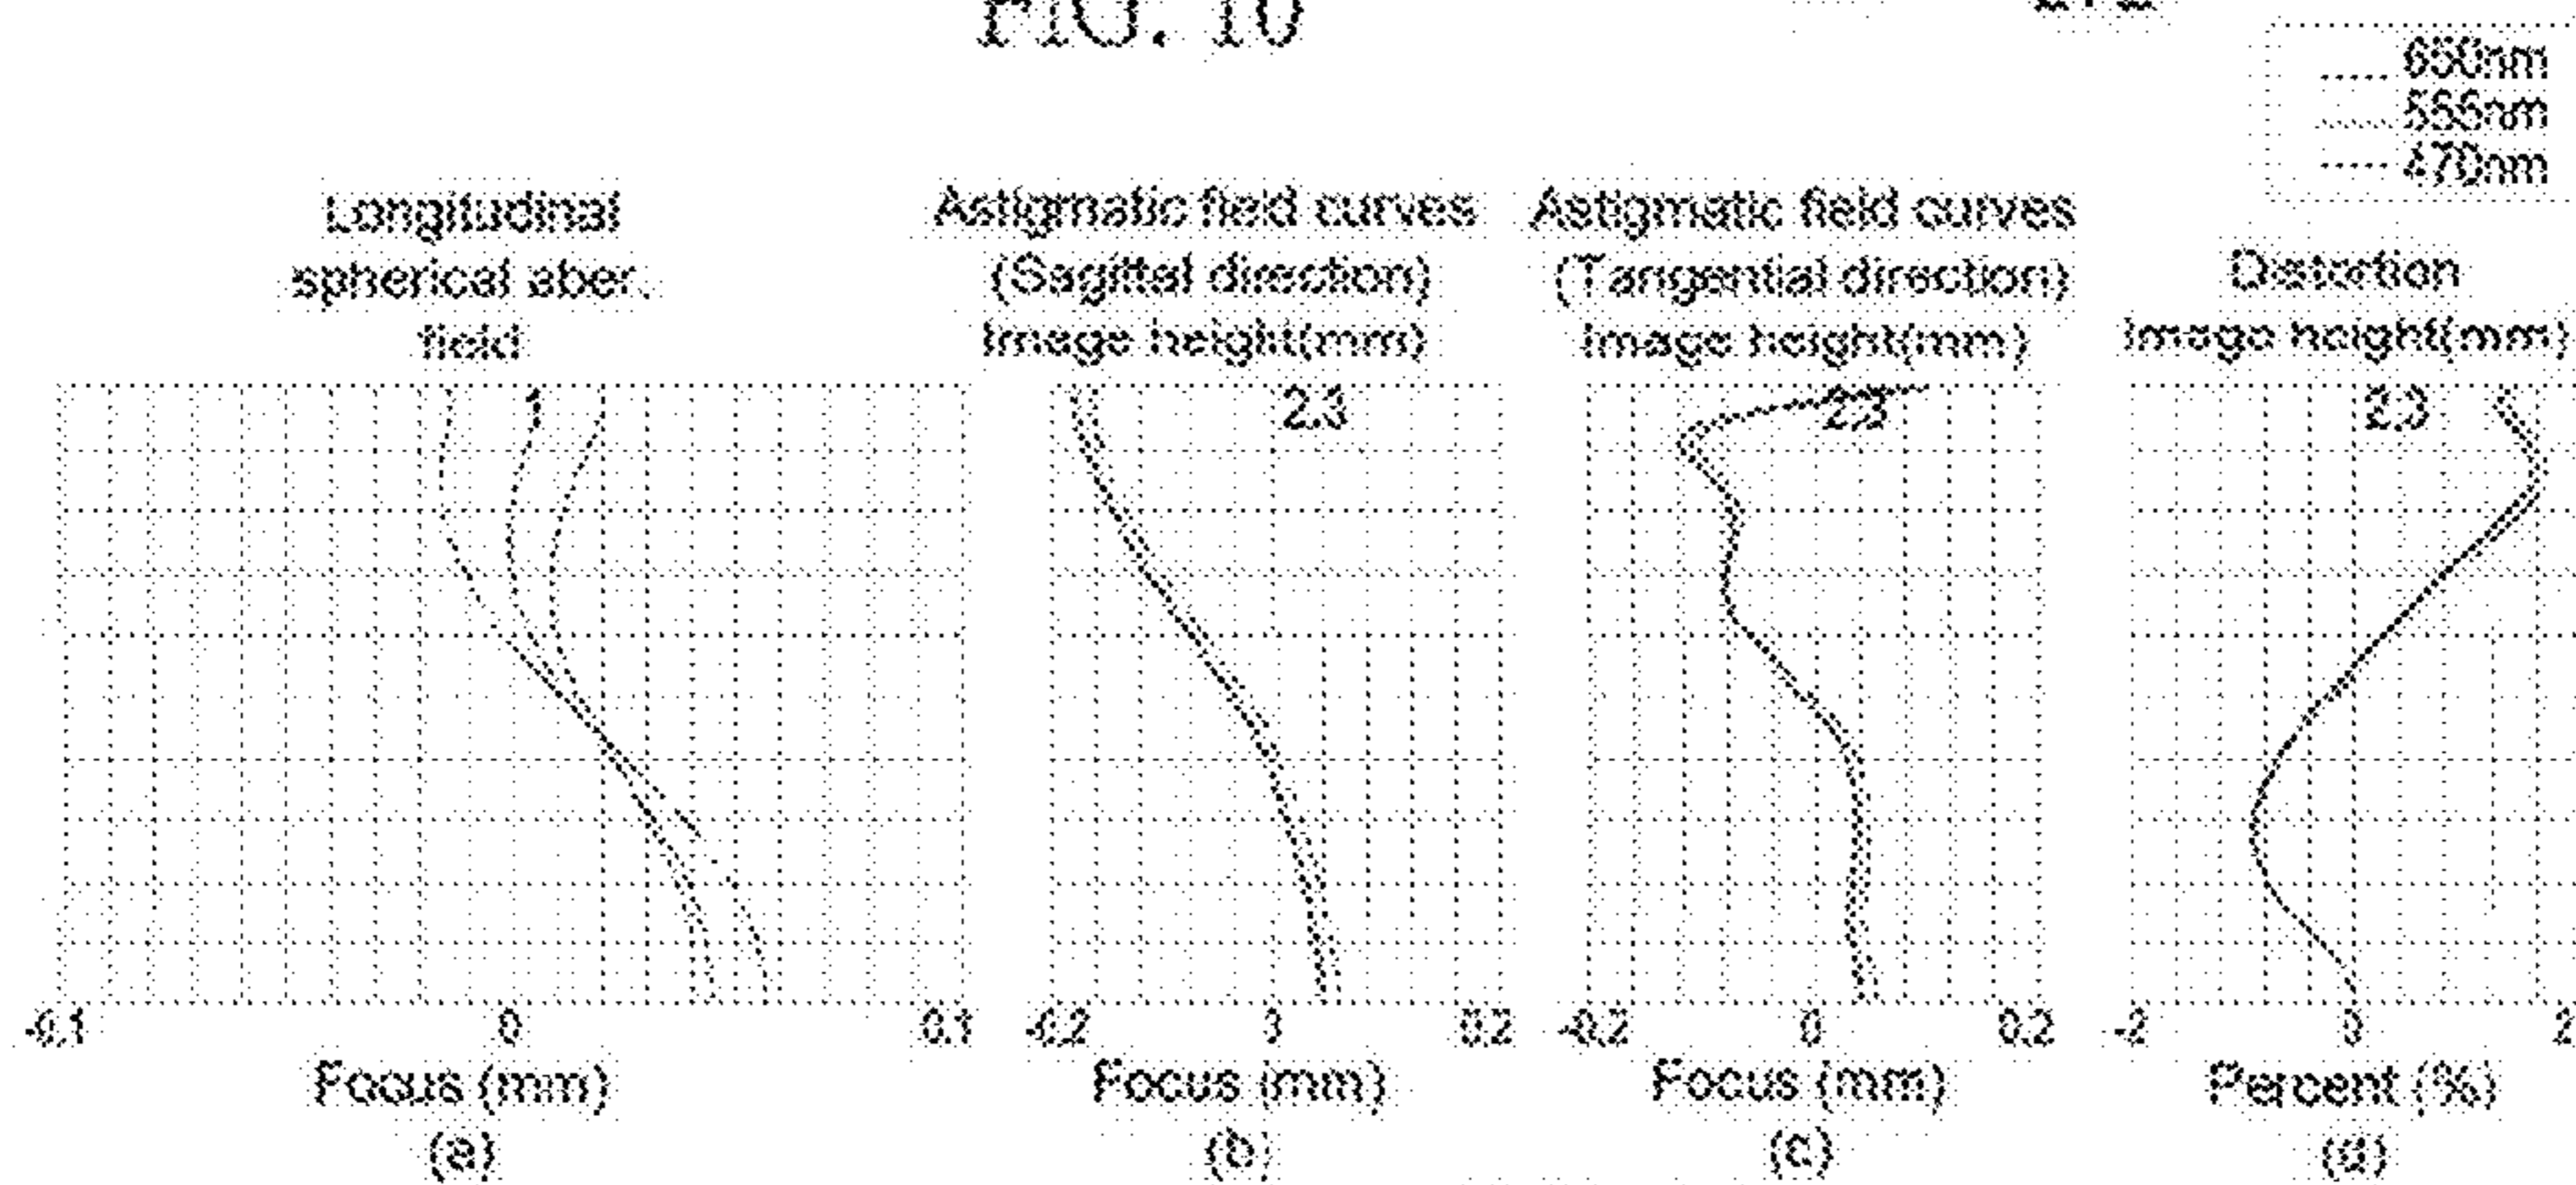 FIG. 10
650nm
555nm
470nm
Longitudinal
spherical aber.
field
1
-0.1
0
0.1
Focus (mm)
(a)
Astigmatic field curves
(Sagittal direction)
Image height(mm)
2.3
-0.2
0
0.2
Focus (mm)
(b)
Astigmatic field curves
(Tangential direction)
Image height(mm)
2.3
-0.2
0
0.2
Focus (mm)
(c)
Distortion
Image height(mm)
2.3
-2
0
2
Percent (%)
(d)